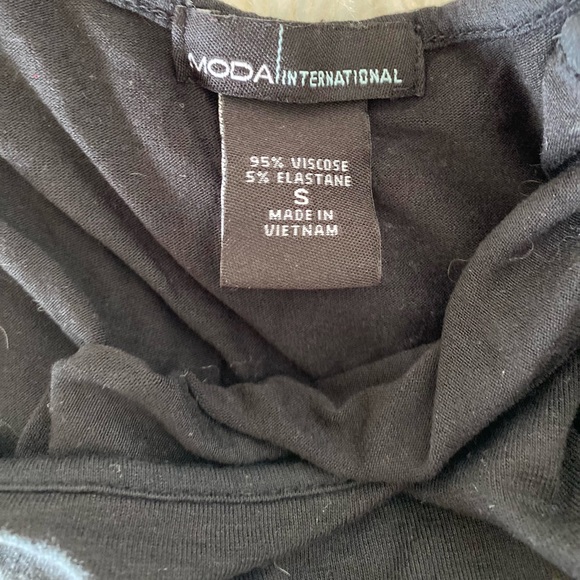 MODA INTERNATIONAL
95% VISCOSE
5% ELASTANE
S
MADE IN
VIETNAM